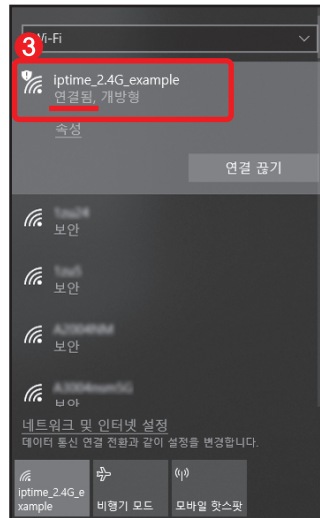 3
Wi-Fi
iptime_2.4G_example
연결됨, 개방형
속성
연결 끊기
보안
보안
보안
보안
네트워크 및 인터넷 설정
데이터 통신 연결 전환과 같이 설정을 변경합니다.
iptime_2.4G_e
xample
비행기 모드
모바일 핫스팟